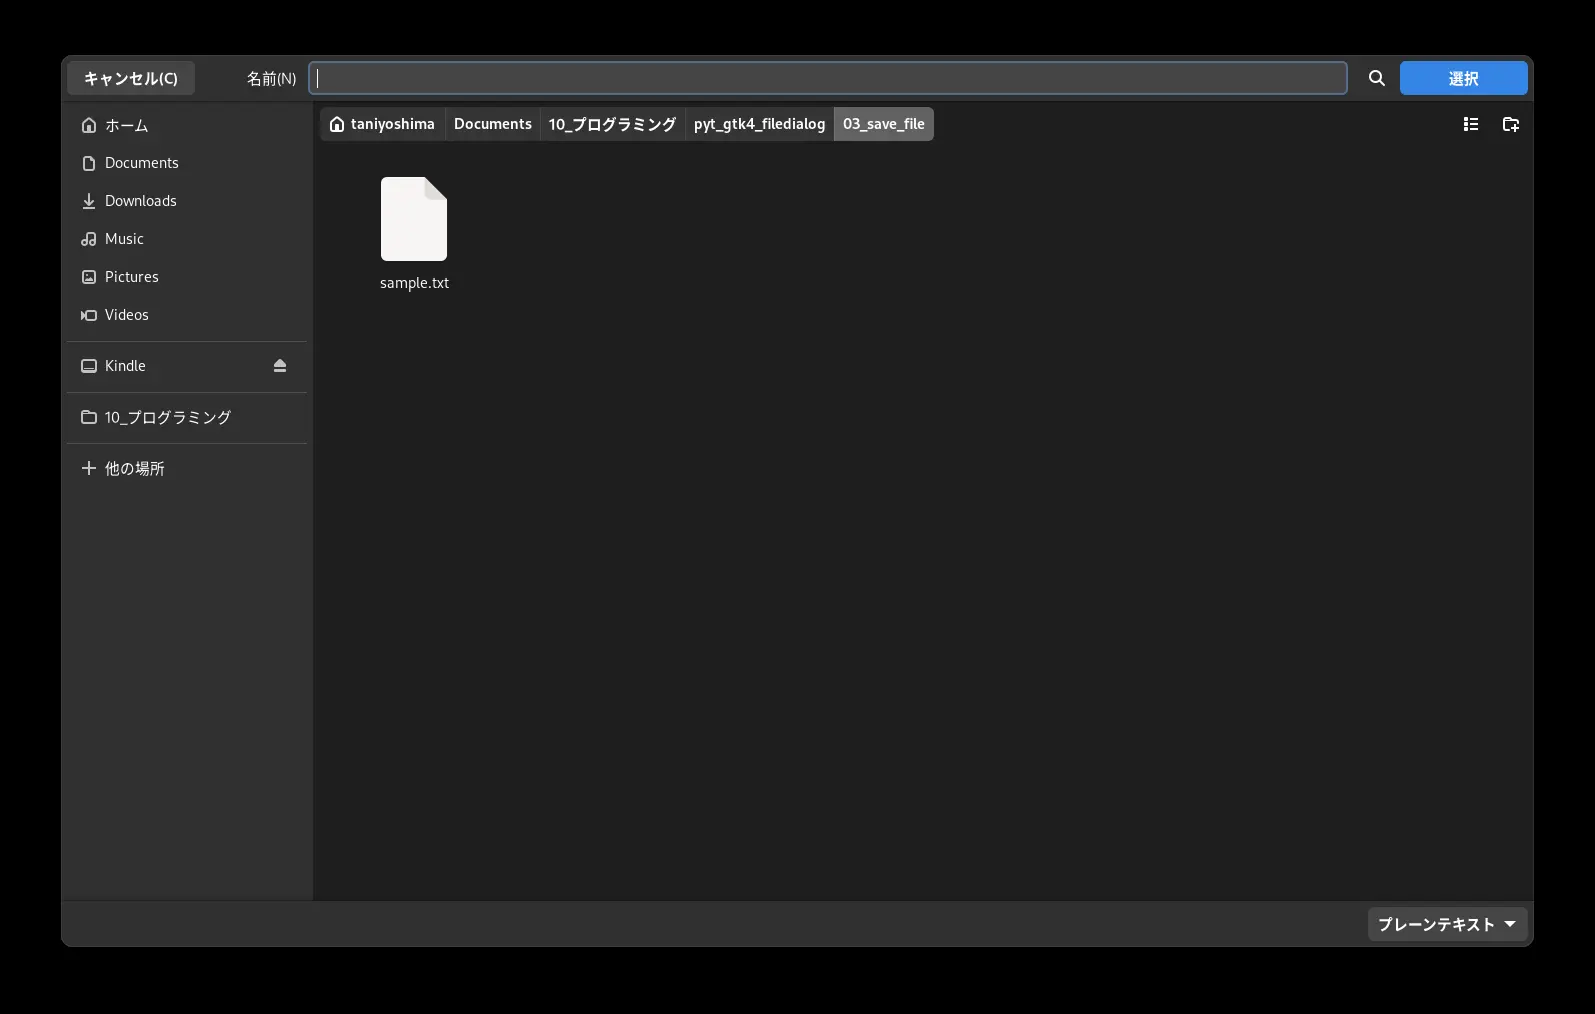 キャンセル(C) 名前(N) 選択
ホーム
Documents
Downloads
Music
Pictures
Videos
Kindle
10_プログラミング
他の場所
taniyoshima Documents 10_プログラミング pyt_gtk4_filedialog 03_save_file
sample.txt
プレーンテキスト